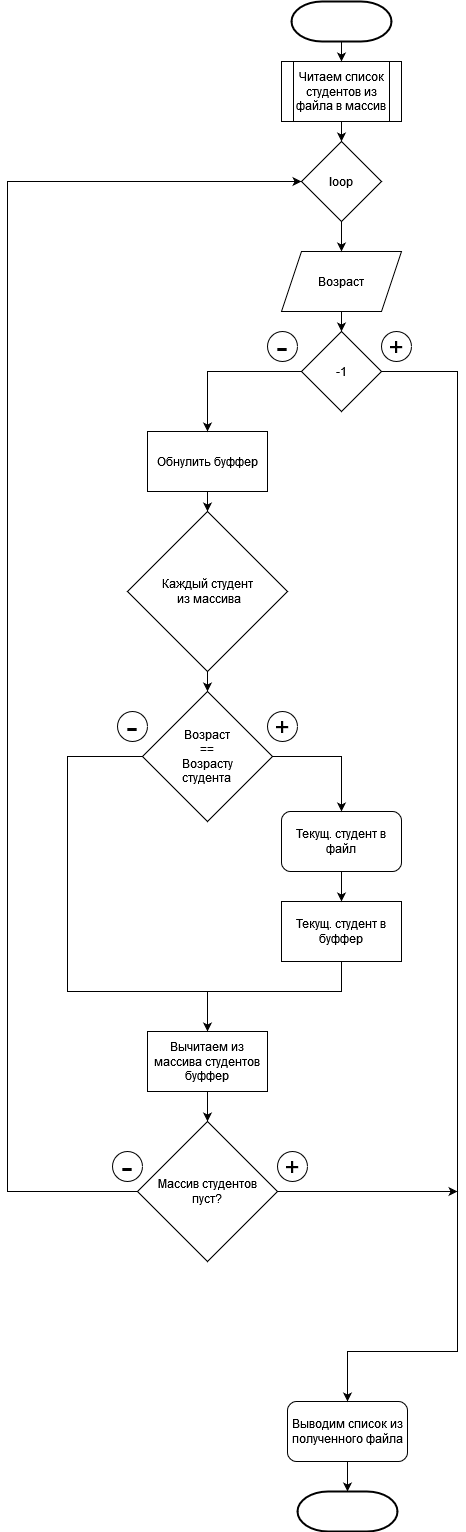 Читаем список
студентов из
файла в массив
loop
Возраст
-
+
-1
Обнулить буффер
Каждый студент
из массива
-
+
Возраст
==
Возрасту
студента
Текущ. студент в
файл
Текущ. студент в
буффер
Вычитаем из
массива студентов
буффер
-
+
Массив студентов
пуст?
Выводим список из
полученного файла